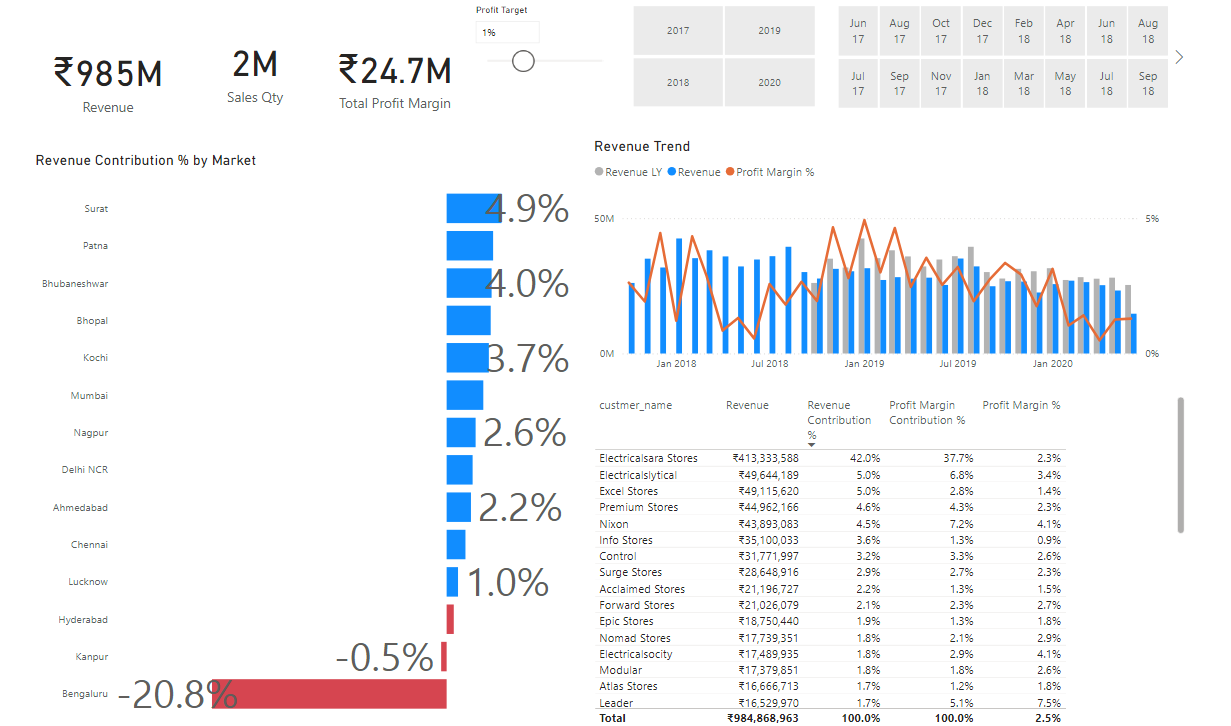 Profit Target
1%
₹985M
Revenue
2M
Sales Qty
₹24.7M
Total Profit Margin
2017 2019
2018 2020
Jun 17 Aug 17 Oct 17 Dec 17 Feb 18 Apr 18 Jun 18 Aug 18
Jul 17 Sep 17 Nov 17 Jan 18 Mar 18 May 18 Jul 18 Sep 18
Revenue Contribution % by Market
Surat 4.9%
Patna
Bhubaneshwar 4.0%
Bhopal
Kochi 3.7%
Mumbai
Nagpur 2.6%
Delhi NCR
Ahmedabad 2.2%
Chennai
Lucknow 1.0%
Hyderabad
Kanpur -0.5%
Bengaluru -20.8%
Revenue Trend
Revenue LY Revenue Profit Margin %
50M 5%
0M 0%
Jan 2018 Jul 2018 Jan 2019 Jul 2019 Jan 2020
custmer_name Revenue Revenue Contribution % Profit Margin Contribution % Profit Margin %
Electricalsara Stores ₹413,333,588 42.0% 37.7% 2.3%
Electricalslytical ₹49,644,189 5.0% 6.8% 3.4%
Excel Stores ₹49,115,620 5.0% 2.8% 1.4%
Premium Stores ₹44,962,166 4.6% 4.3% 2.3%
Nixon ₹43,893,083 4.5% 7.2% 4.1%
Info Stores ₹35,100,033 3.6% 1.3% 0.9%
Control ₹31,771,997 3.2% 3.3% 2.6%
Surge Stores ₹28,648,916 2.9% 2.7% 2.3%
Acclaimed Stores ₹21,196,727 2.2% 1.3% 1.5%
Forward Stores ₹21,026,079 2.1% 2.3% 2.7%
Epic Stores ₹18,750,440 1.9% 1.3% 1.8%
Nomad Stores ₹17,739,351 1.8% 2.1% 2.9%
Electricalsocity ₹17,489,935 1.8% 2.9% 4.1%
Modular ₹17,379,851 1.8% 1.8% 2.6%
Atlas Stores ₹16,666,713 1.7% 1.2% 1.8%
Leader ₹16,529,970 1.7% 5.1% 7.5%
Total ₹984,868,963 100.0% 100.0% 2.5%